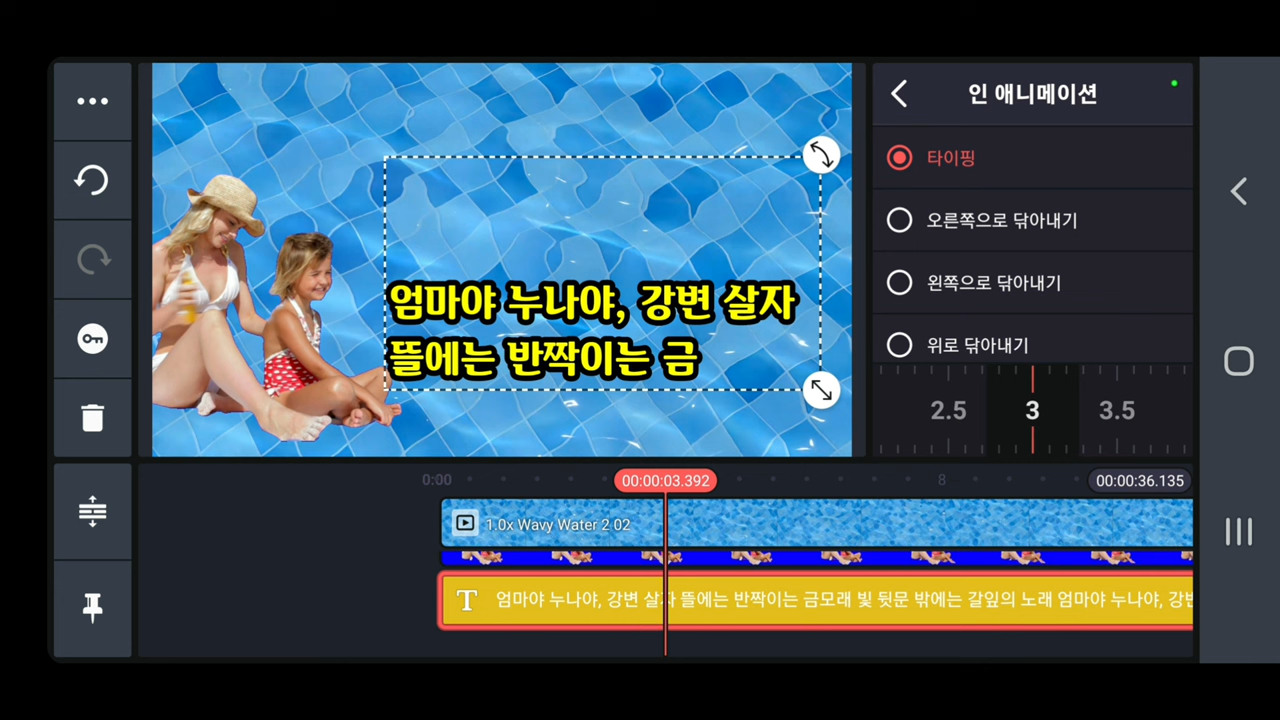 인 애니메이션
타이핑
오른쪽으로 닦아내기
왼쪽으로 닦아내기
위로 닦아내기
2.5 3 3.5
엄마야 누나야, 강변 살자
뜰에는 반짝이는 금
0:00 00:00:03.392 8 00:00:36.135
1.0x Wavy Water 2 02
T 엄마야 누나야, 강변 살자 뜰에는 반짝이는 금모래 빛 뒷문 밖에는 갈잎의 노래 엄마야 누나야, 강변